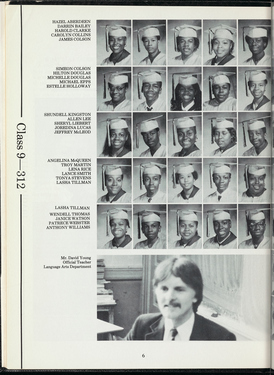 HAZEL ABERDEEN
DARRIN BAILEY
HAROLD CLARKE
CAROLYN COLLINS
JAMES COLSON
SIMEON COLSON
HILTON DOUGLAS
MICHELLE DOUGLAS
MICHAEL EPPS
ESTELLE HOLLOWAY
SHUNDELL KINGSTON
ALLEN LEE
SHERYL LIEBERT
JOSEDINA LUCAS
JEFFREY McLEOD
ANGELINA McQUEEN
TROY MARTIN
LENA RICE
LANCE SMITH
TONYA STEVENS
LASHA TILLMAN
LASHA TILLMAN
WENDELL THOMAS
JANICE WATSON
PATRICE WEBSTER
ANTHONY WILLIAMS
Class 9—312
Mr. David Young
Official Teacher
Language Arts Department
6